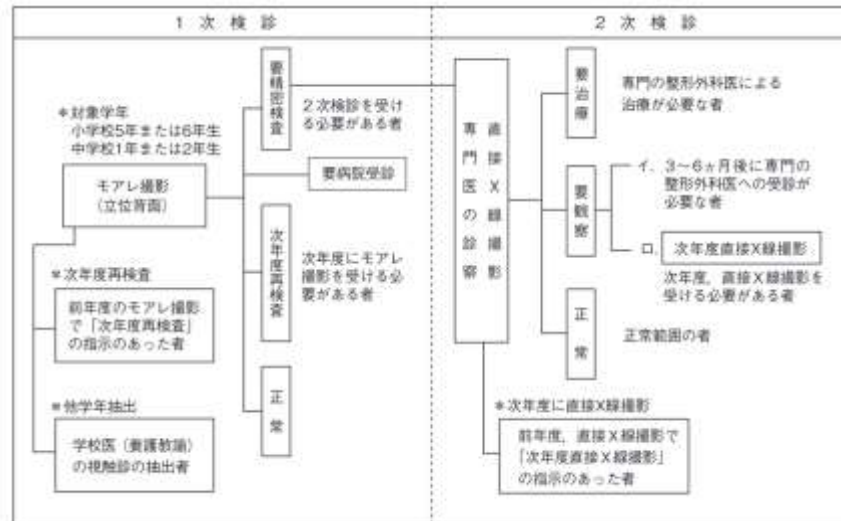 1次検診
＊対象学年
小学校5年または6年生
中学校1年または2年生
モアレ撮影
（立位背面）
＊次年度再検査
前年度のモアレ撮影
で「次年度再検査」
の指示のあった者
＊他学年抽出
学校医（養護教諭）
の視触診の抽出者
要精密検査
2次検診を受け
る必要がある者
要病院受診
次年度再検査
次年度にモアレ
撮影を受ける必
要がある者
正常
2次検診
直接X線撮影
専門医の診察
要治療
専門の整形外科医による
治療が必要な者
要観察
イ．3〜6ヵ月後に専門の
整形外科医への受診が
必要な者
ロ．次年度直接X線撮影
次年度，直接X線撮影を
受ける必要がある者
正常
正常範囲の者
＊次年度に直接X線撮影
前年度，直接X線撮影で
「次年度直接X線撮影」
の指示のあった者